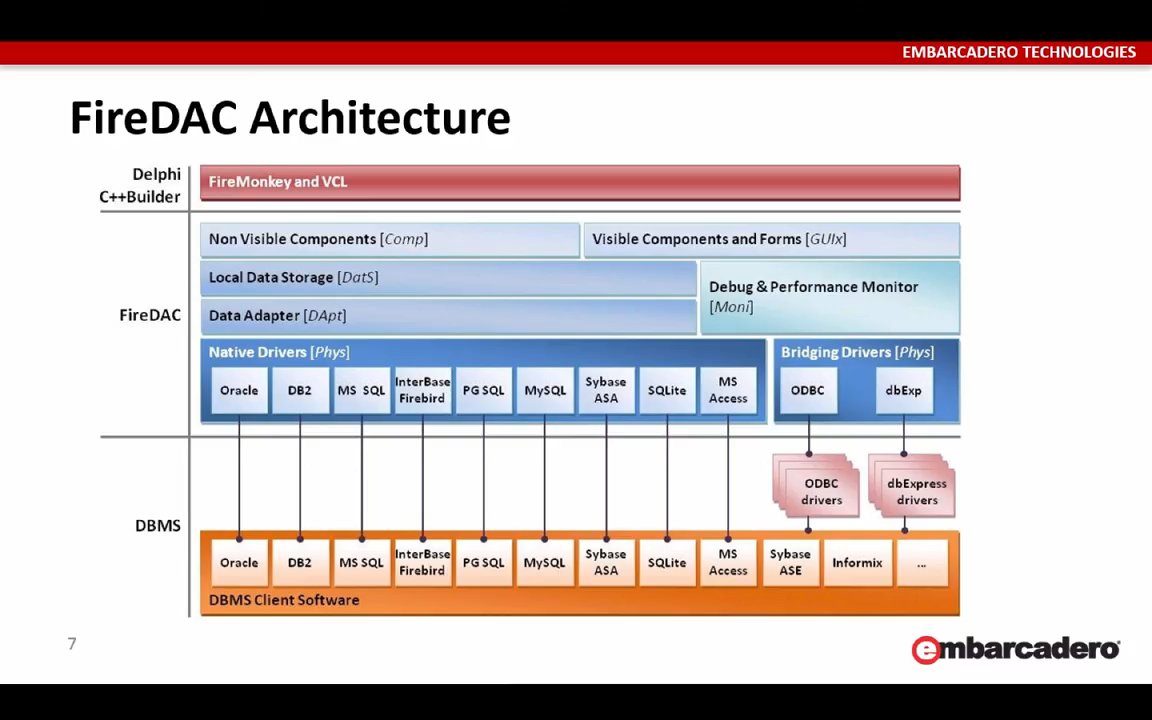 EMBARCADERO TECHNOLOGIES
FireDAC Architecture
Delphi
C++Builder
FireMonkey and VCL
FireDAC
Non Visible Components [Comp]
Visible Components and Forms [GUIx]
Local Data Storage [DatS]
Debug & Performance Monitor
[Moni]
Data Adapter [DApt]
Native Drivers [Phys]
Oracle
DB2
MS SQL
InterBase
Firebird
PG SQL
MySQL
Sybase
ASA
SQLite
MS
Access
Bridging Drivers [Phys]
ODBC
dbExp
DBMS
ODBC
drivers
dbExpress
drivers
Oracle
DB2
MS SQL
InterBase
Firebird
PG SQL
MySQL
Sybase
ASA
SQLite
MS
Access
Sybase
ASE
Informix
...
DBMS Client Software
7
embarcadero